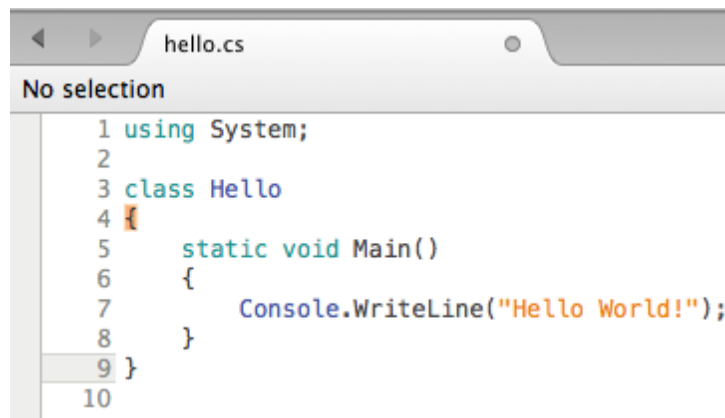 hello.cs
No selection
1 using System;
2
3 class Hello
4 {
5     static void Main()
6     {
7         Console.WriteLine("Hello World!");
8     }
9 }
10